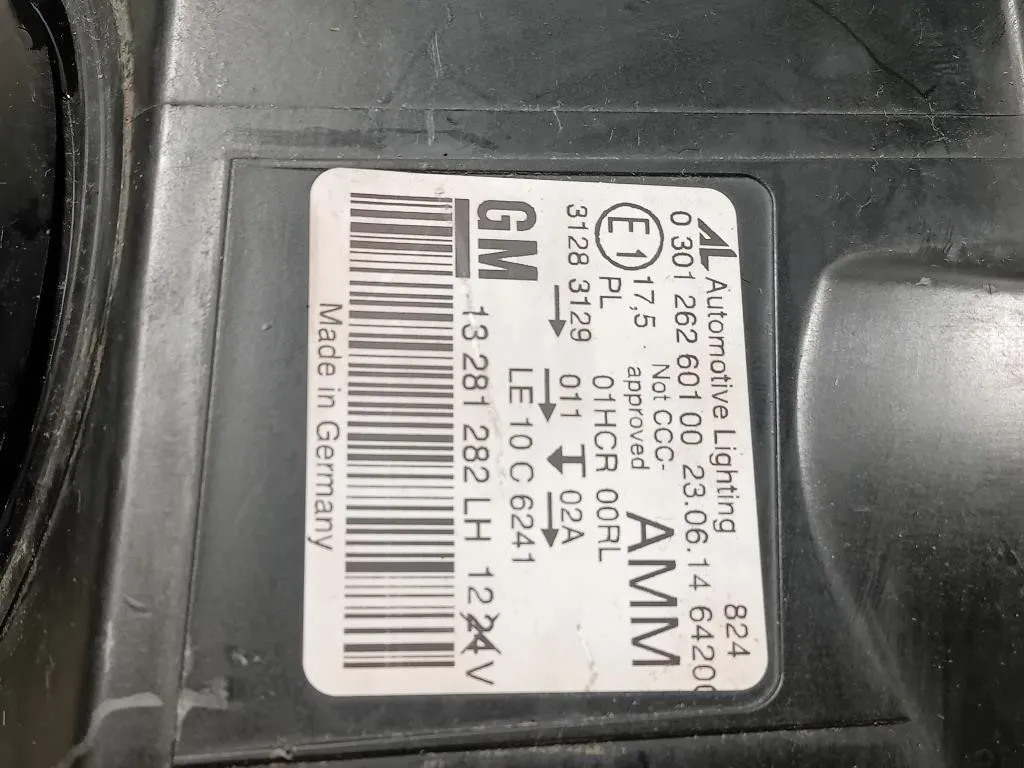 AL Automotive Lighting 824
0 301 262 601 00 23.06.14 6420
E1 17,5 Not CCC-
PL approved AMM
01HCR 00RL
3128 3129 011 02A
LE 10 C 6241
GM 13 281 282 LH 12 24V
Made in Germany